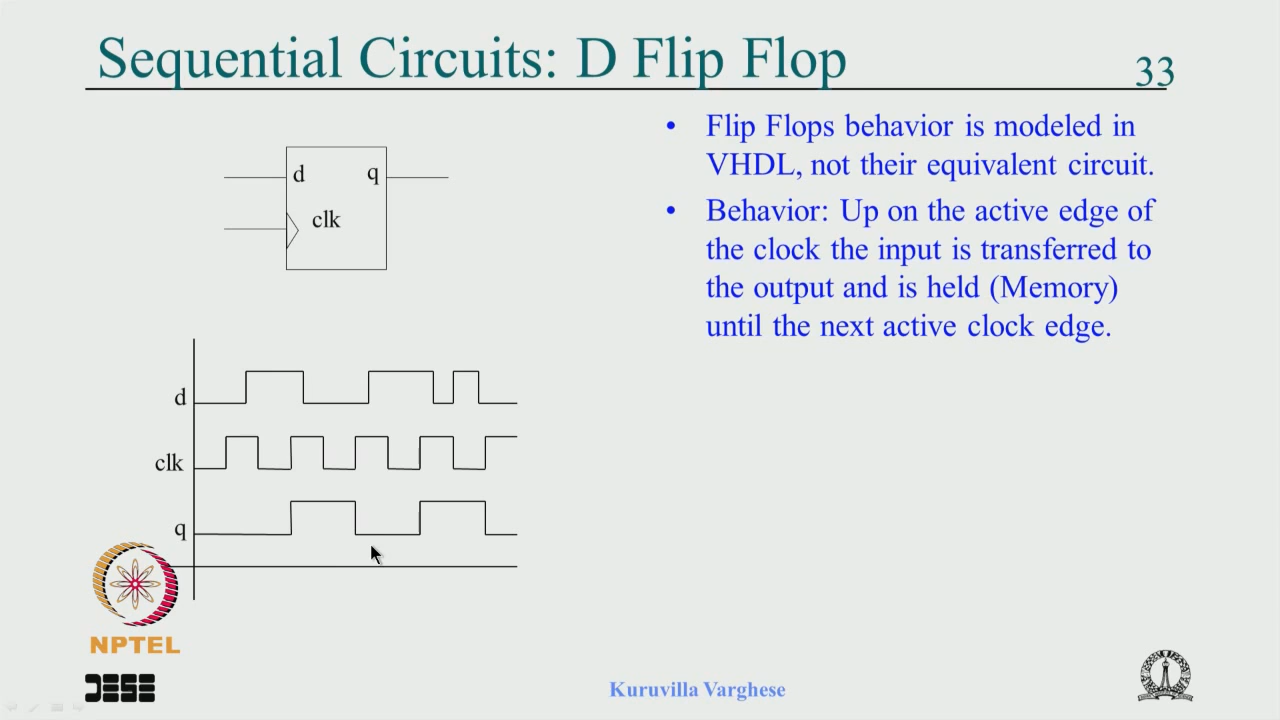 Sequential Circuits: D Flip Flop
33
d q
clk
• Flip Flops behavior is modeled in
VHDL, not their equivalent circuit.
• Behavior: Up on the active edge of
the clock the input is transferred to
the output and is held (Memory)
until the next active clock edge.
d
clk
q
NPTEL
DESE
Kuruvilla Varghese